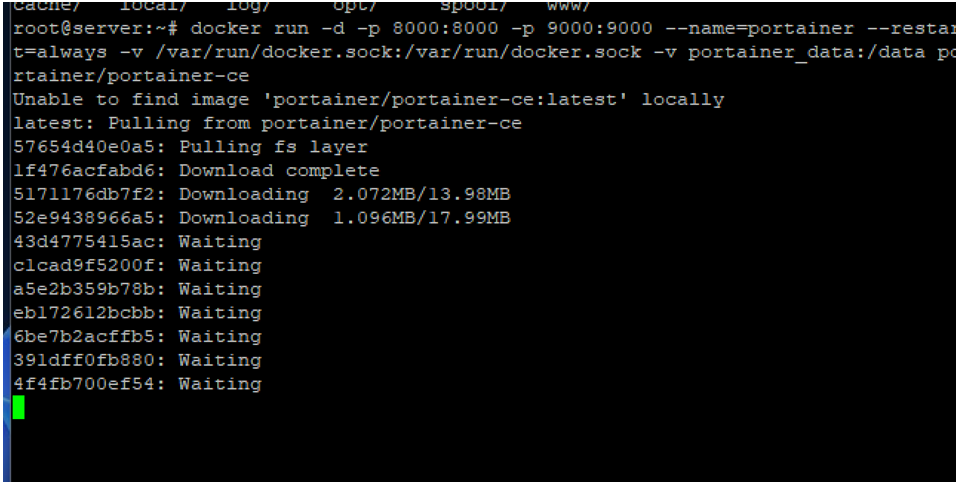 cache/ local/ log/ opt/ spool/ www/
root@server:~# docker run -d -p 8000:8000 -p 9000:9000 --name=portainer --restar
t=always -v /var/run/docker.sock:/var/run/docker.sock -v portainer_data:/data po
rtainer/portainer-ce
Unable to find image 'portainer/portainer-ce:latest' locally
latest: Pulling from portainer/portainer-ce
57654d40e0a5: Pulling fs layer
1f476acfabd6: Download complete
5171176db7f2: Downloading 2.072MB/13.98MB
52e9438966a5: Downloading 1.096MB/17.99MB
43d4775415ac: Waiting
c1cad9f5200f: Waiting
a5e2b359b78b: Waiting
eb172612bcbb: Waiting
6be7b2acffb5: Waiting
391dff0fb880: Waiting
4f4fb700ef54: Waiting